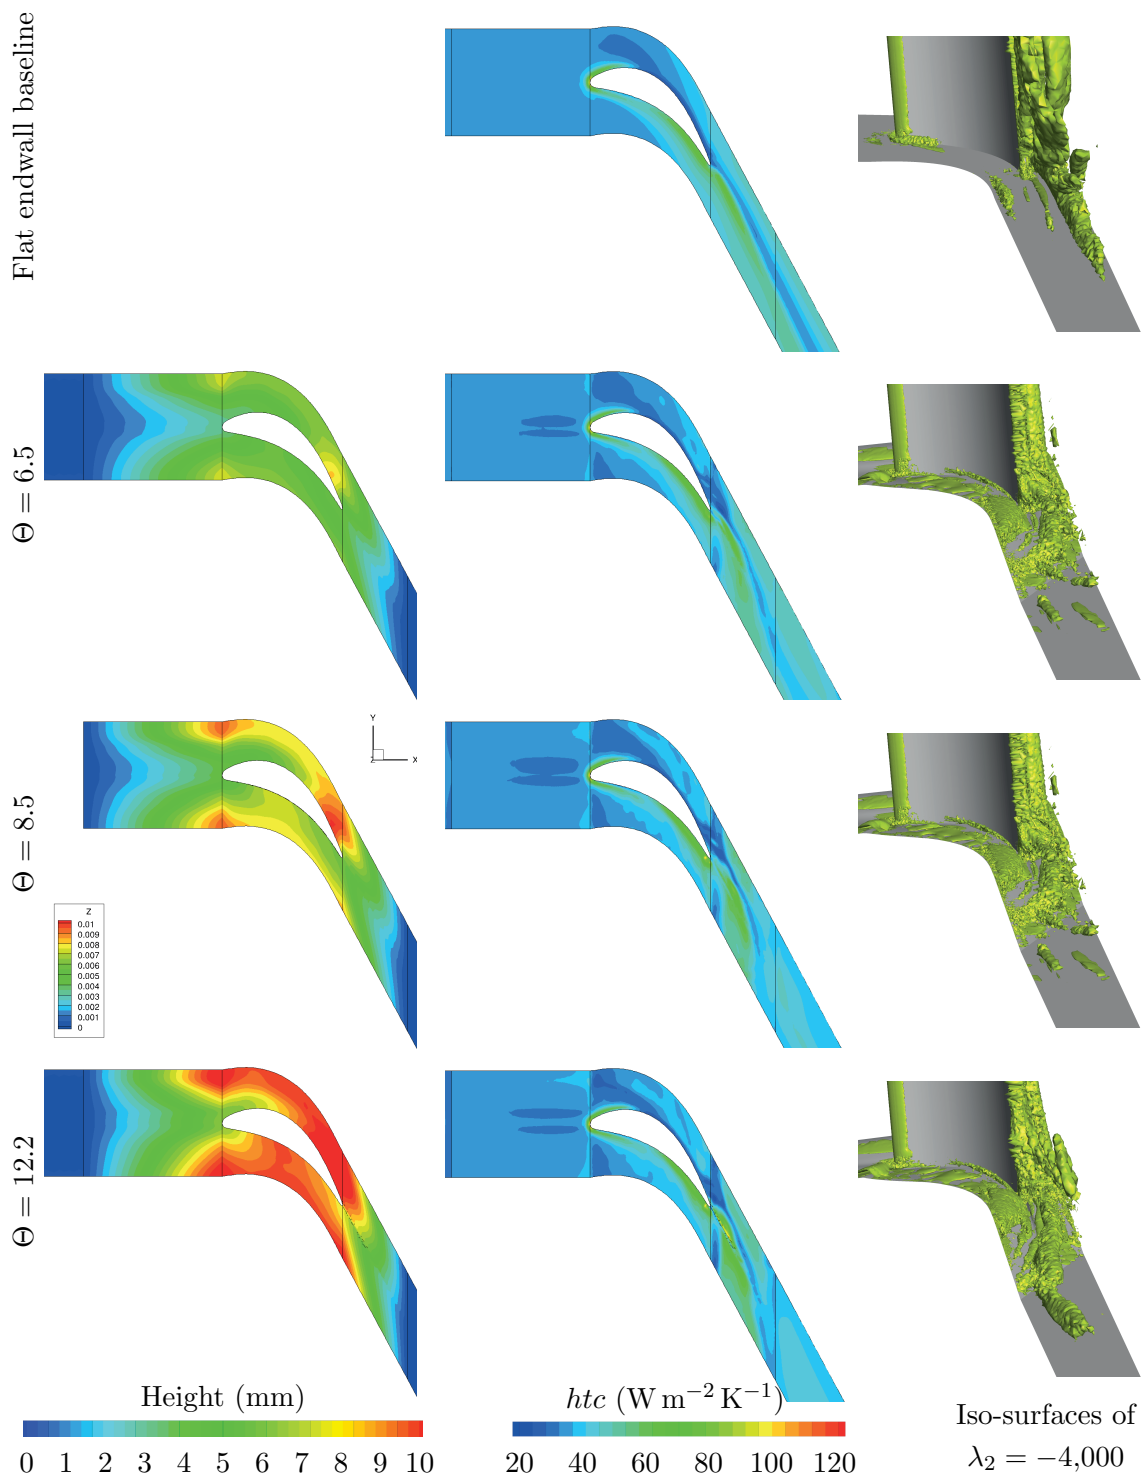 Flat endwall baseline
Θ = 6.5
Θ = 8.5
Y
Z
X
Z
0.01
0.009
0.008
0.007
0.006
0.005
0.004
0.003
0.002
0.001
0
Θ = 12.2
Height (mm)
0 1 2 3 4 5 6 7 8 9 10
htc (W m⁻² K⁻¹)
20 40 60 80 100 120
Iso-surfaces of
λ₂ = −4,000